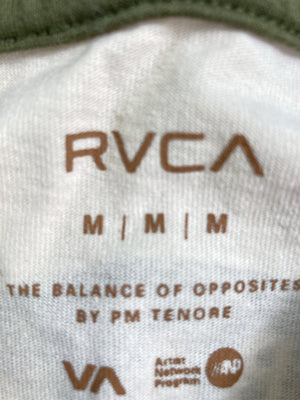 RVCA
M | M | M
THE BALANCE OF OPPOSITES
BY PM TENORE
VA
Artist
Network
Program
ANP